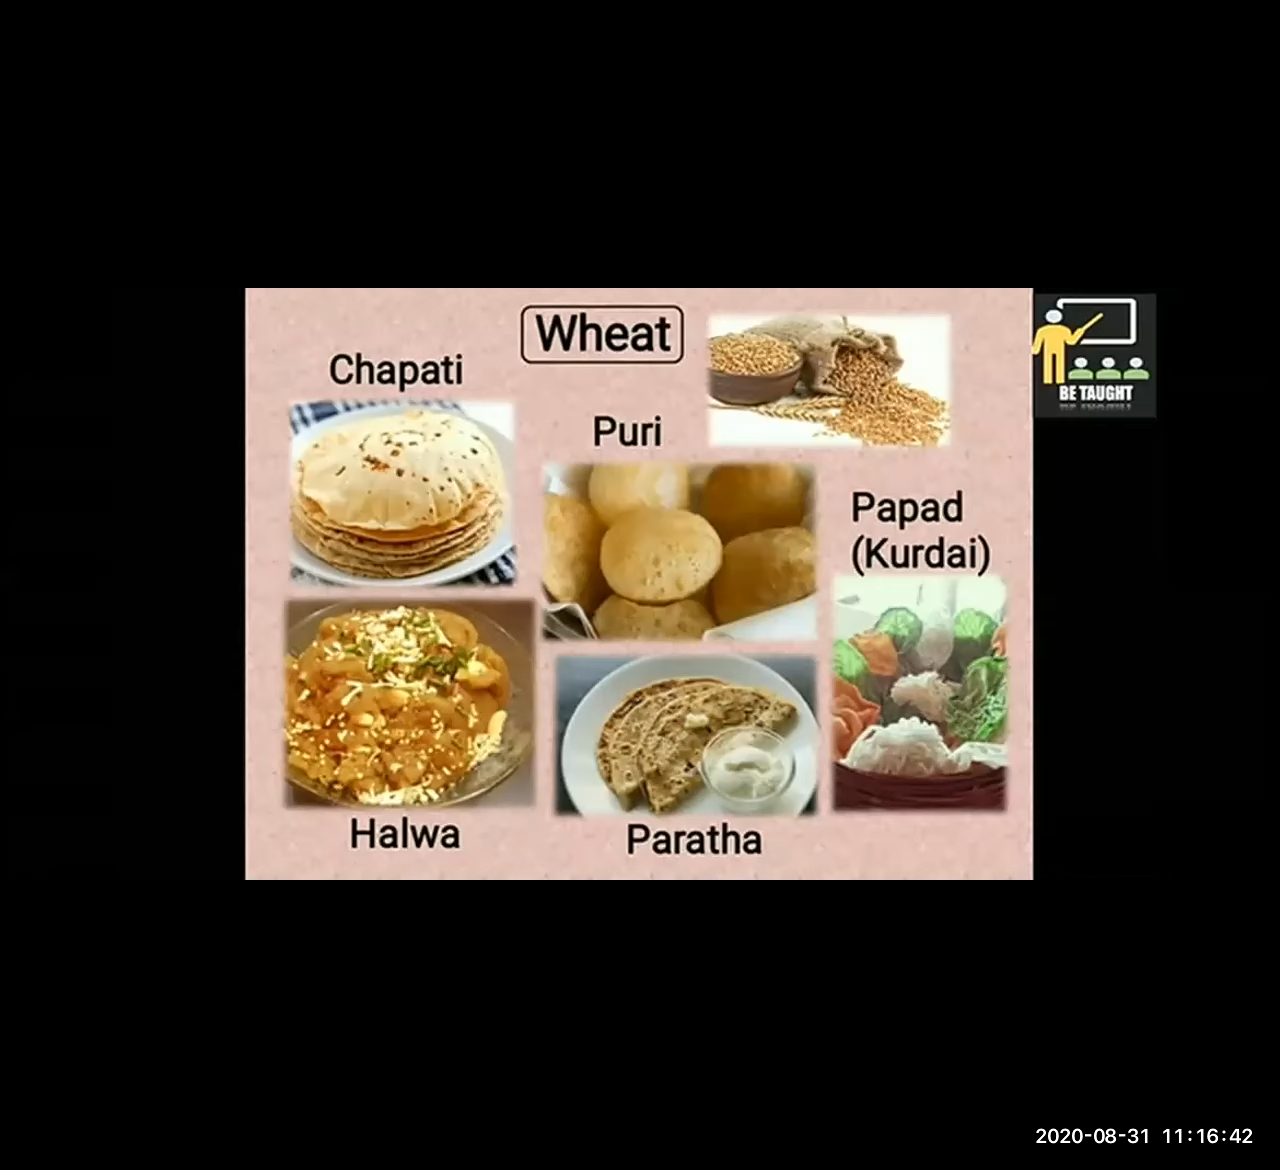 Wheat
Chapati
Puri
Papad
(Kurdai)
Halwa
Paratha
BE TAUGHT
2020-08-31 11:16:42